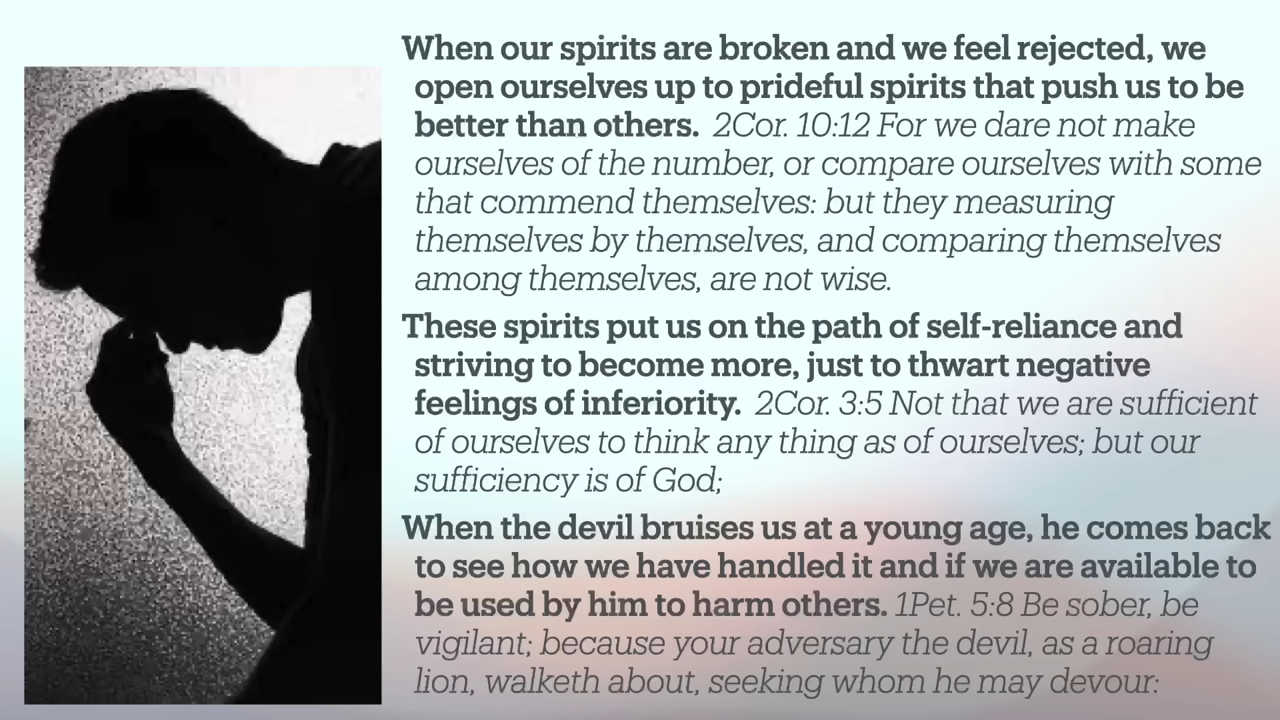 When our spirits are broken and we feel rejected, we
open ourselves up to prideful spirits that push us to be
better than others. 2Cor. 10:12 For we dare not make
ourselves of the number, or compare ourselves with some
that commend themselves: but they measuring
themselves by themselves, and comparing themselves
among themselves, are not wise.
These spirits put us on the path of self-reliance and
striving to become more, just to thwart negative
feelings of inferiority. 2Cor. 3:5 Not that we are sufficient
of ourselves to think any thing as of ourselves; but our
sufficiency is of God;
When the devil bruises us at a young age, he comes back
to see how we have handled it and if we are available to
be used by him to harm others. 1Pet. 5:8 Be sober, be
vigilant; because your adversary the devil, as a roaring
lion, walketh about, seeking whom he may devour: